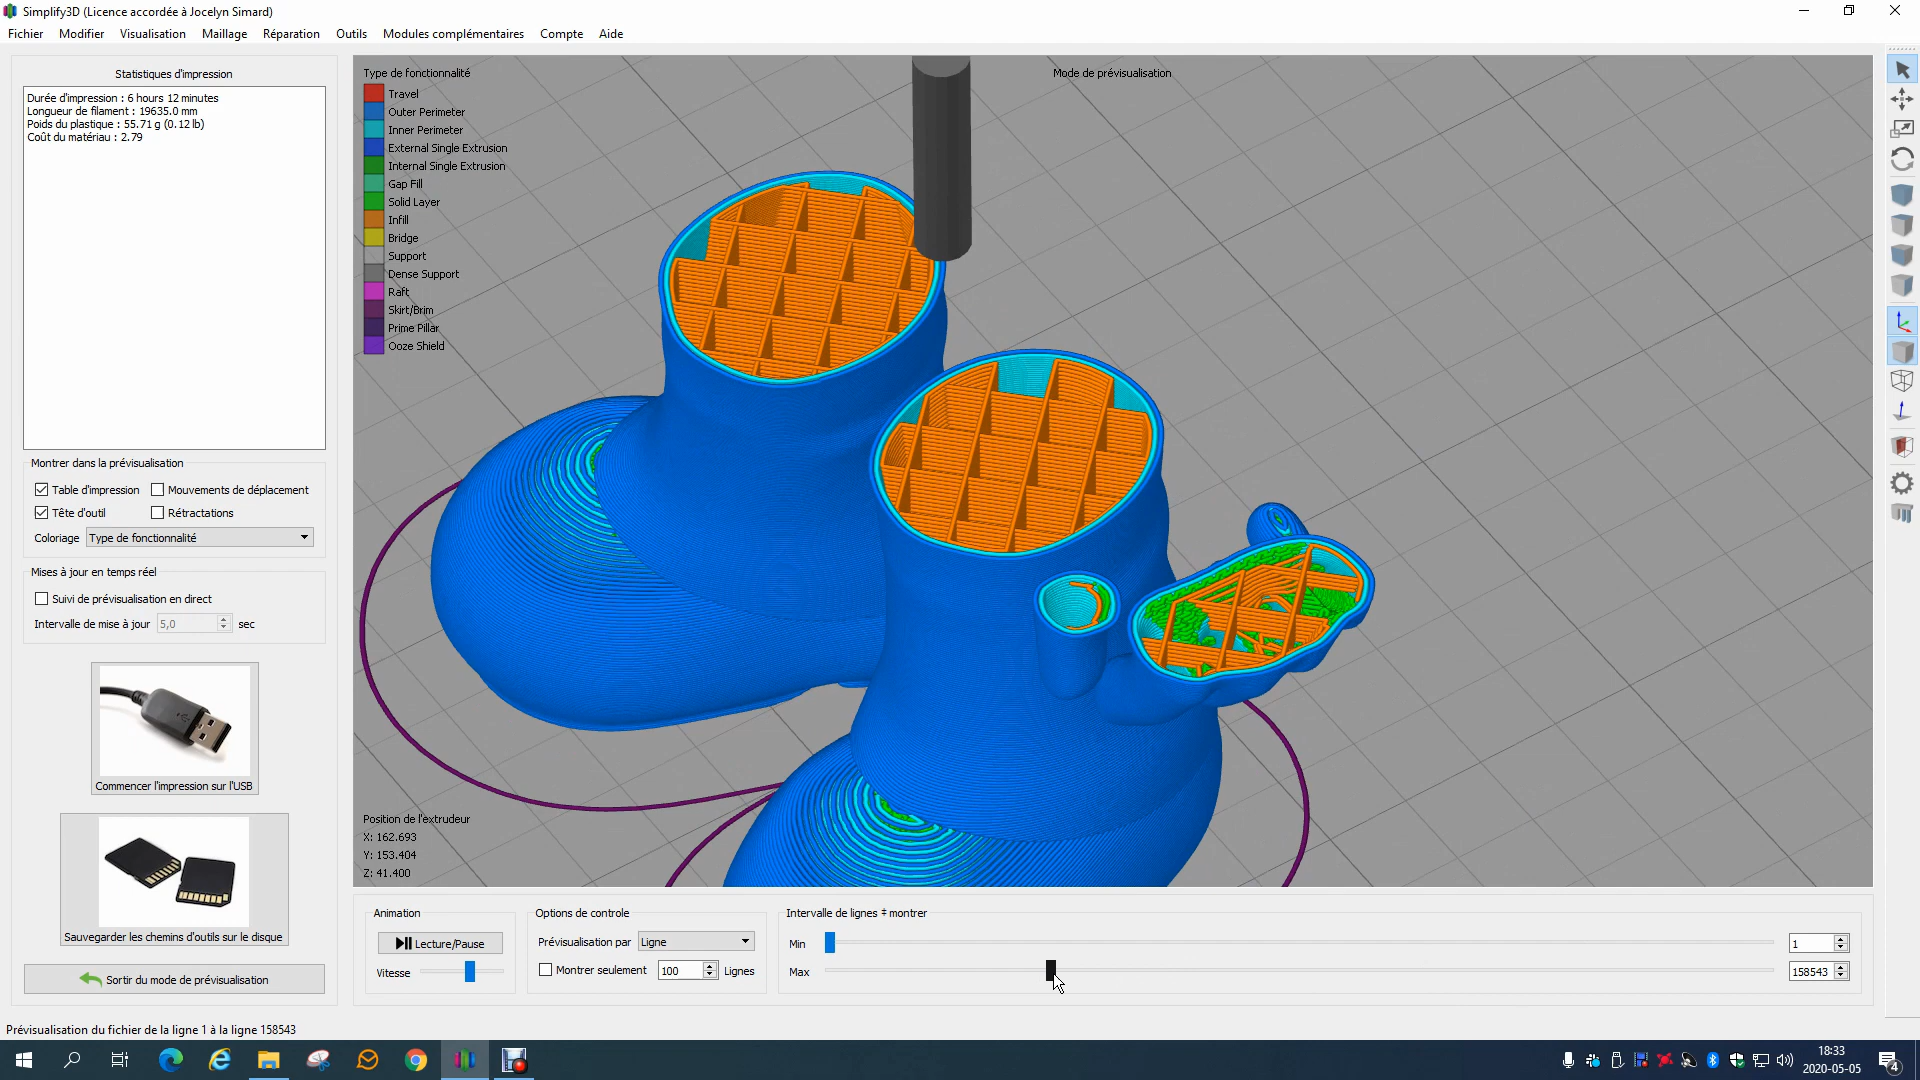 Simplify3D (Licence accordée à Jocelyn Simard)
Fichier Modifier Visualisation Maillage Réparation Outils Modules complémentaires Compte Aide
Statistiques d'impression
Durée d'impression : 6 hours 12 minutes
Longueur de filament : 19635.0 mm
Poids du plastique : 55.71 g (0.12 lb)
Coût du matériau : 2.79
Montrer dans la prévisualisation
Table d'impression Mouvements de déplacement
Tête d'outil Rétractations
Coloriage Type de fonctionnalité
Mises à jour en temps réel
Suivi de prévisualisation en direct
Intervalle de mise à jour 5,0 sec
Commencer l'impression sur l'USB
Sauvegarder les chemins d'outils sur le disque
Sortir du mode de prévisualisation
Type de fonctionnalité
Travel
Outer Perimeter
Inner Perimeter
External Single Extrusion
Internal Single Extrusion
Gap Fill
Solid Layer
Infill
Bridge
Support
Dense Support
Raft
Skirt/Brim
Prime Pillar
Ooze Shield
Mode de prévisualisation
Position de l'extrudeur
X: 162.693
Y: 153.404
Z: 41.400
Animation
Lecture/Pause
Vitesse
Options de controle
Prévisualisation par Ligne
Montrer seulement 100 Lignes
Intervalle de lignes ‡ montrer
Min 1
Max 158543
Prévisualisation du fichier de la ligne 1 à la ligne 158543
18:33
2020-05-05
4